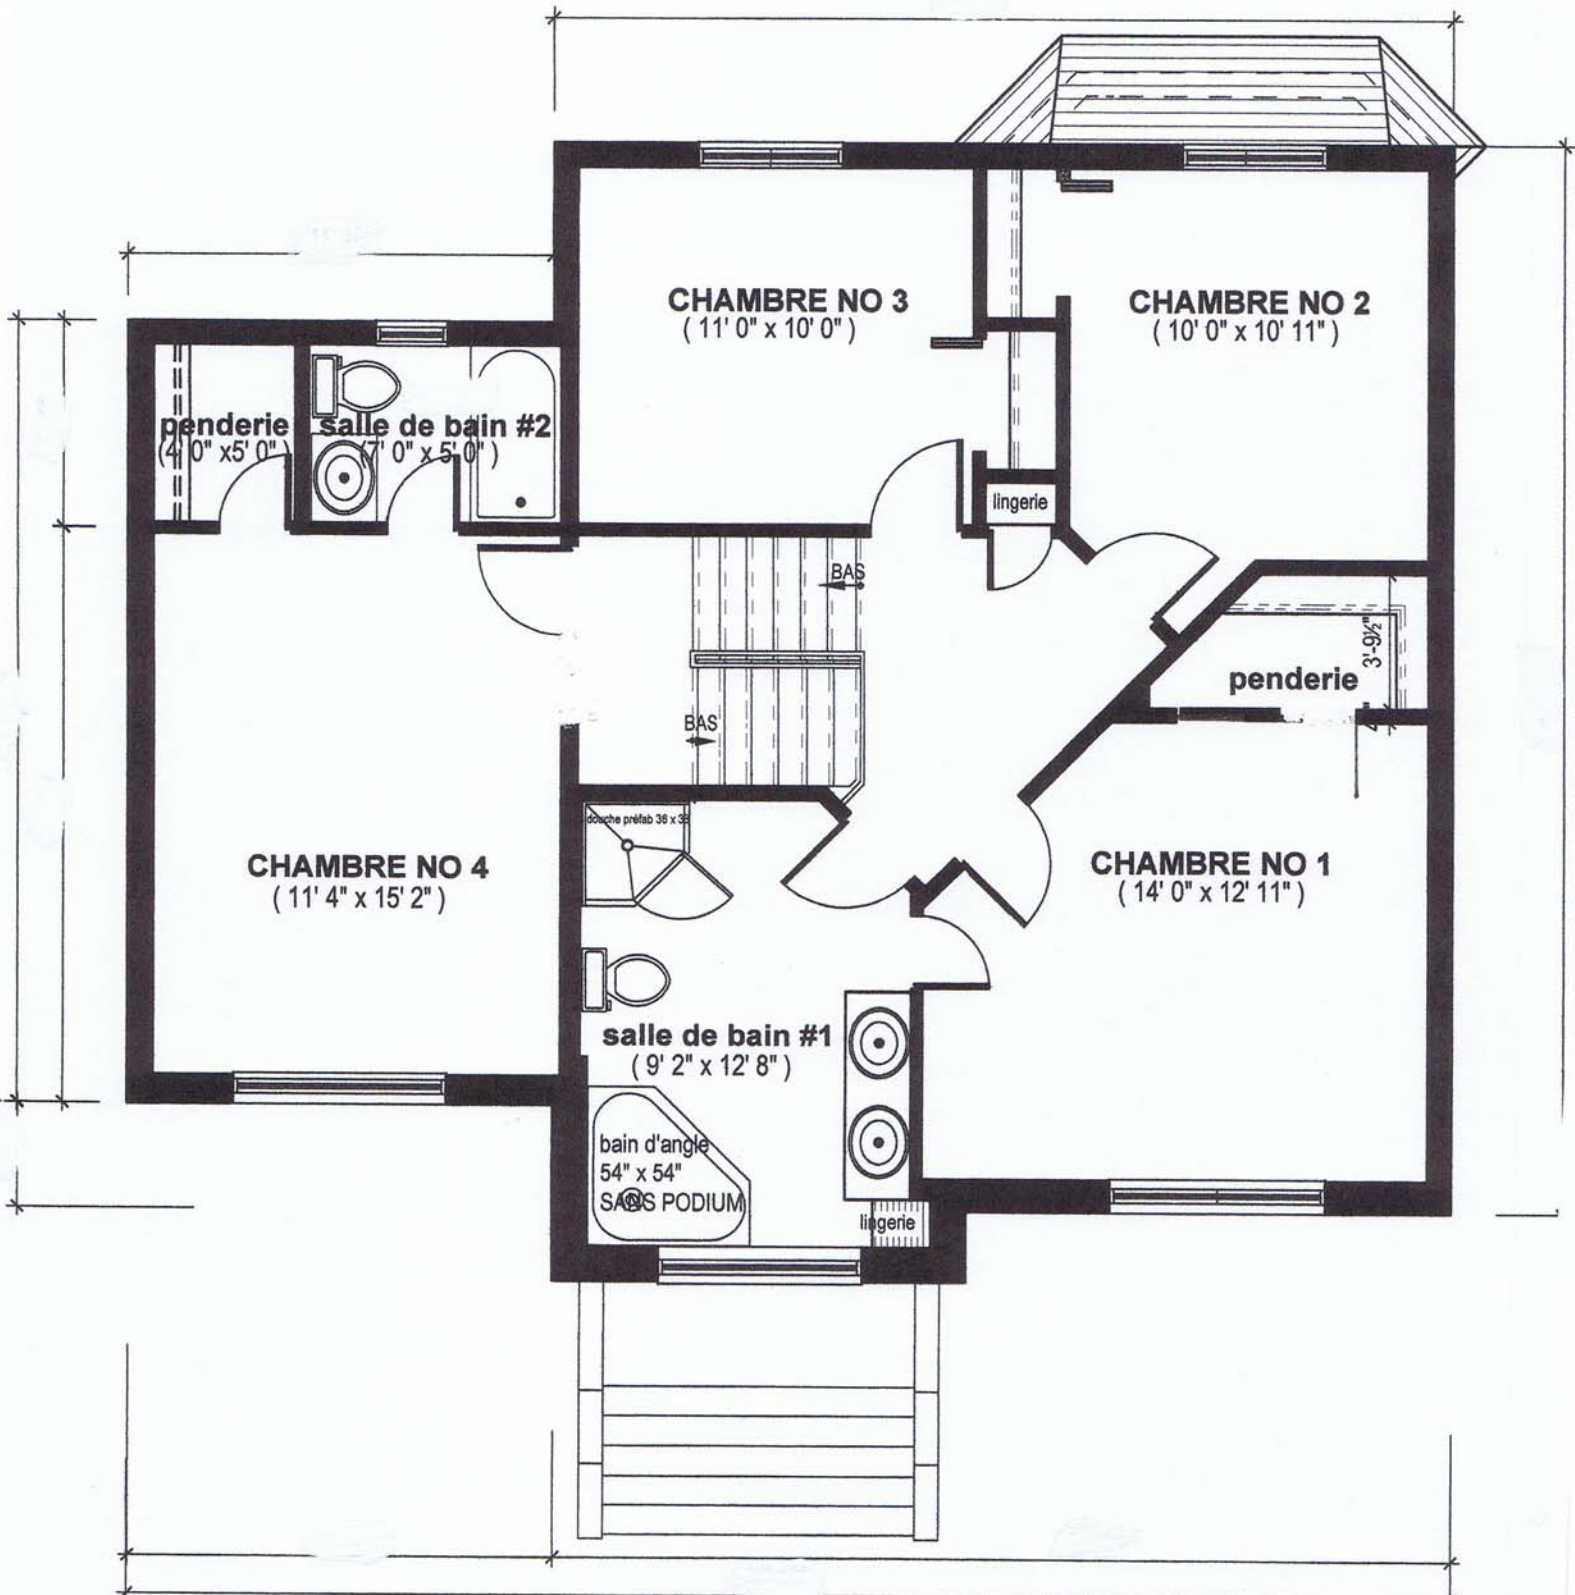 CHAMBRE NO 3
( 11' 0" x 10' 0" )
CHAMBRE NO 2
( 10' 0" x 10' 11" )
penderie
(4' 0" x5' 0" )
salle de bain #2
(7' 0" x 5' 0" )
lingerie
BAS
3'-9½"
penderie
BAS
douche préfab 36 x 36
CHAMBRE NO 4
( 11' 4" x 15' 2" )
CHAMBRE NO 1
( 14' 0" x 12' 11" )
salle de bain #1
( 9' 2" x 12' 8" )
bain d'angle
54" x 54"
SANS PODIUM
lingerie